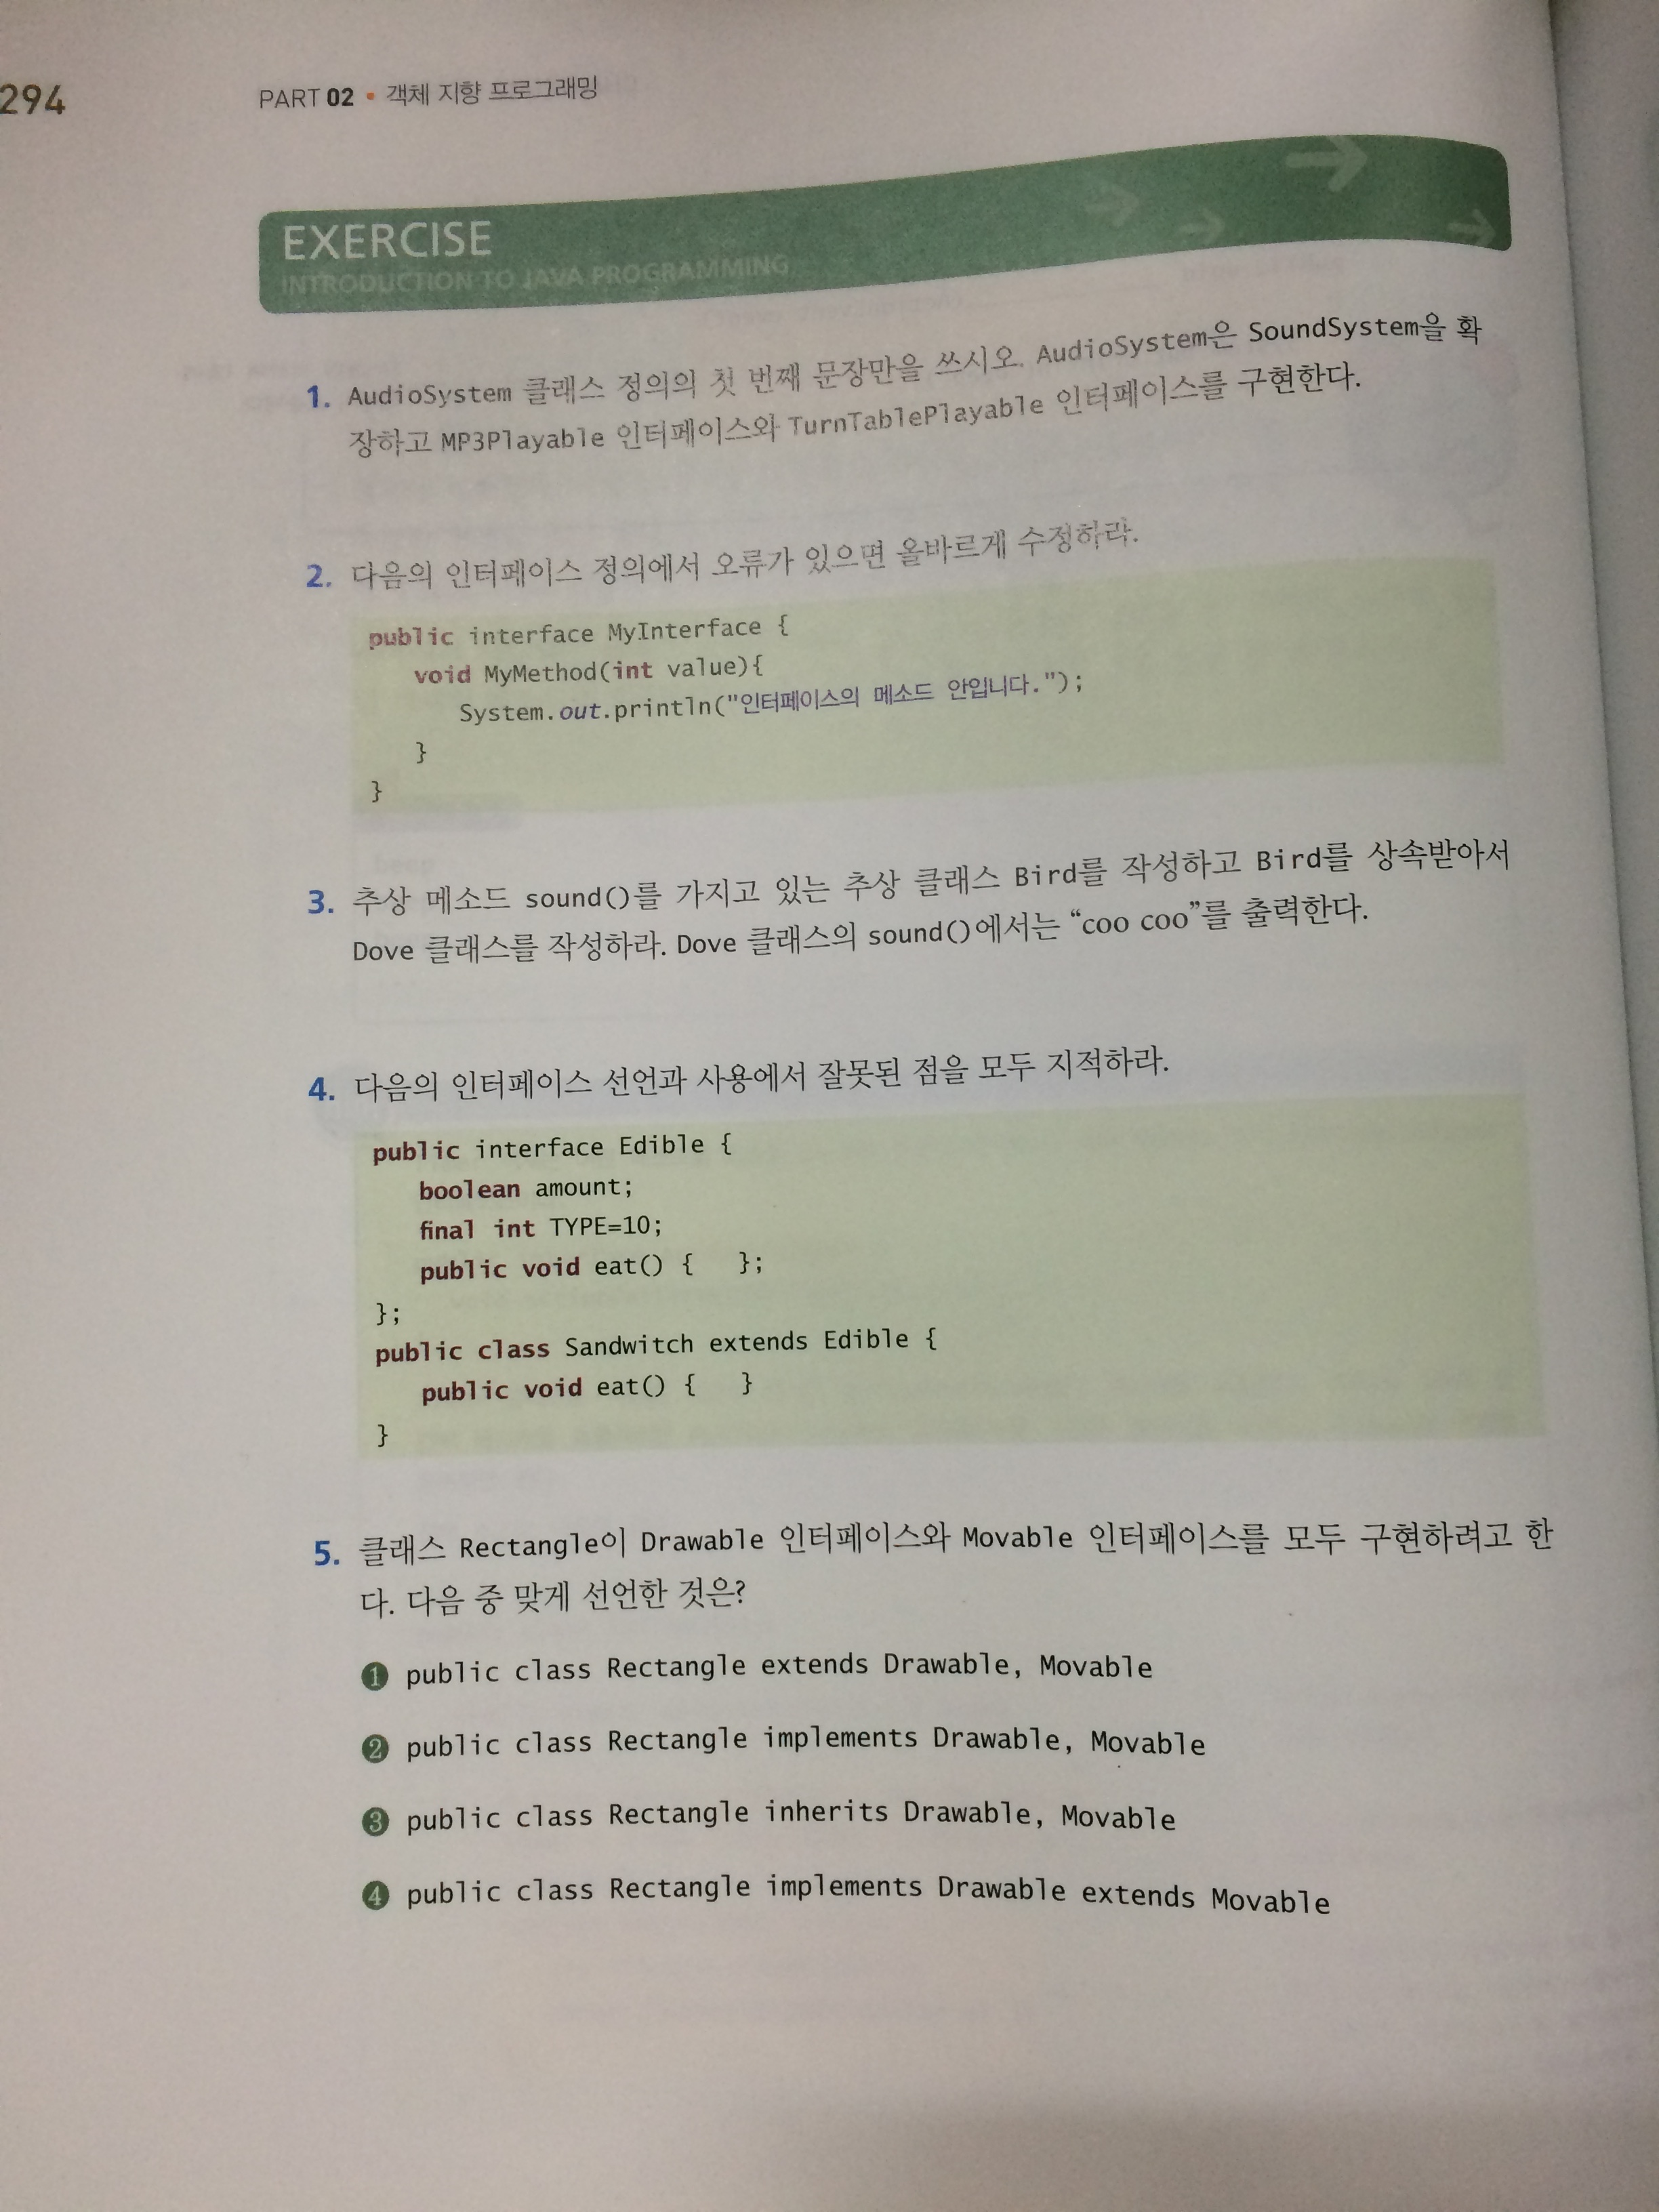 294
PART 02 • 객체 지향 프로그래밍
EXERCISE
INTRODUCTION TO JAVA PROGRAMMING
1. AudioSystem 클래스 정의의 첫 번째 문장만을 쓰시오. AudioSystem은 SoundSystem을 확
장하고 MP3Playable 인터페이스와 TurnTablePlayable 인터페이스를 구현한다.
2. 다음의 인터페이스 정의에서 오류가 있으면 올바르게 수정하라.
public interface MyInterface {
void MyMethod(int value){
System.out.println("인터페이스의 메소드 안입니다.");
}
}
3. 추상 메소드 sound()를 가지고 있는 추상 클래스 Bird를 작성하고 Bird를 상속받아서
Dove 클래스를 작성하라. Dove 클래스의 sound()에서는 “coo coo”를 출력한다.
4. 다음의 인터페이스 선언과 사용에서 잘못된 점을 모두 지적하라.
public interface Edible {
boolean amount;
final int TYPE=10;
public void eat() { };
};
public class Sandwitch extends Edible {
public void eat() { }
}
5. 클래스 Rectangle이 Drawable 인터페이스와 Movable 인터페이스를 모두 구현하려고 한
다. 다음 중 맞게 선언한 것은?
❶ public class Rectangle extends Drawable, Movable
❷ public class Rectangle implements Drawable, Movable
❸ public class Rectangle inherits Drawable, Movable
❹ public class Rectangle implements Drawable extends Movable